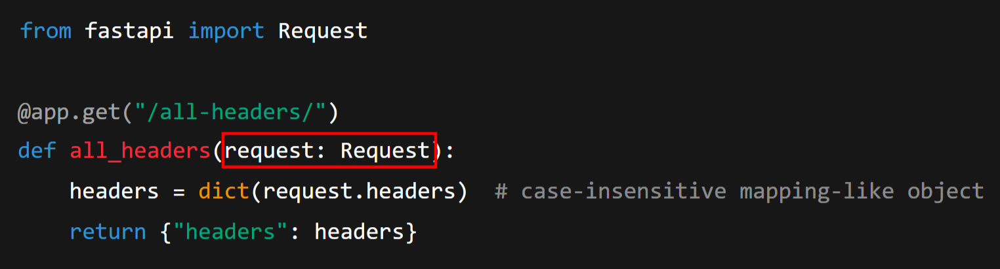 from fastapi import Request
@app.get("/all-headers/")
def all_headers(request: Request):
    headers = dict(request.headers)  # case-insensitive mapping-like object
    return {"headers": headers}